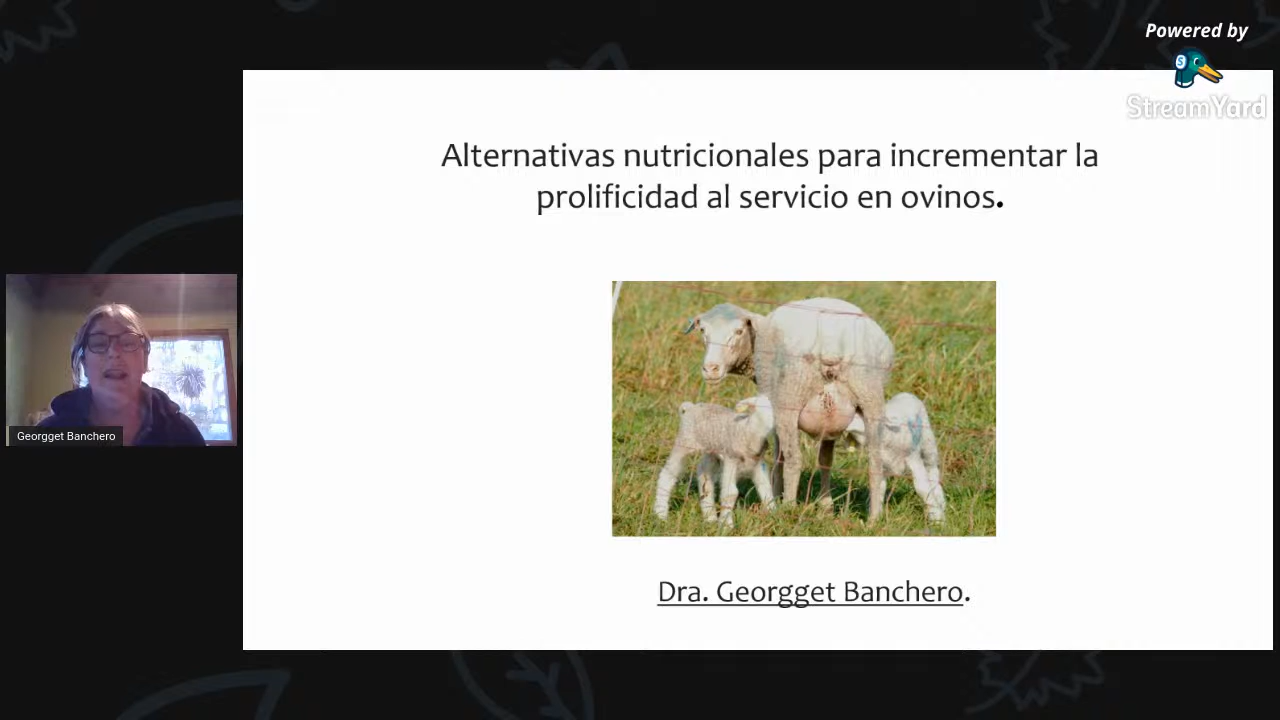 Powered by
StreamYard
Alternativas nutricionales para incrementar la
prolificidad al servicio en ovinos.
Georgget Banchero
Dra. Georgget Banchero.